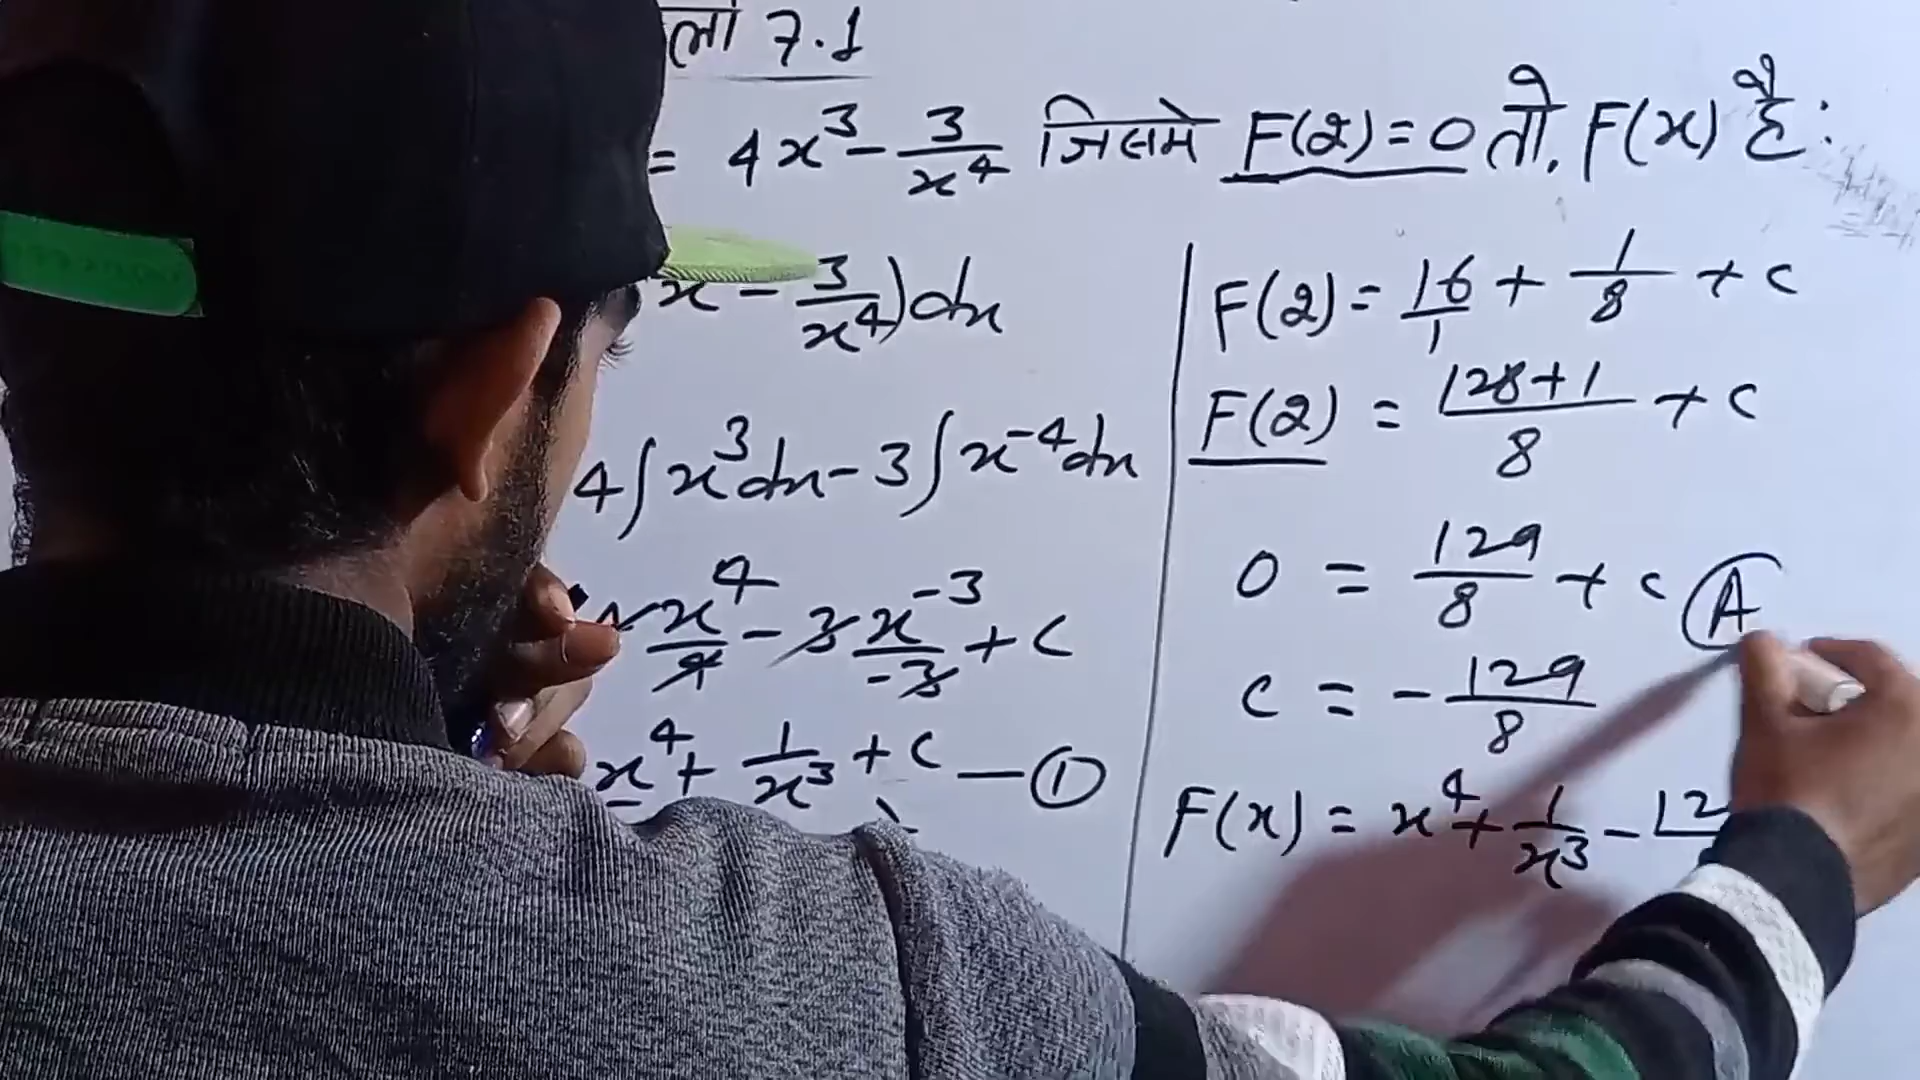 7.1
= 4x³ - 3/x⁴ जिसमे F(2) = 0 तो, F(x) है :
x - 3/x⁴) dx
4∫x³dx - 3∫x⁻⁴dx
x⁴/4 - 3 x⁻³/-3 + c
x⁴ + 1/x³ + c — ①
F(2) = 16/1 + 1/8 + c
F(2) = 128+1/8 + c
0 = 129/8 + c Ⓐ
c = - 129/8
F(x) = x⁴ + 1/x³ - 12